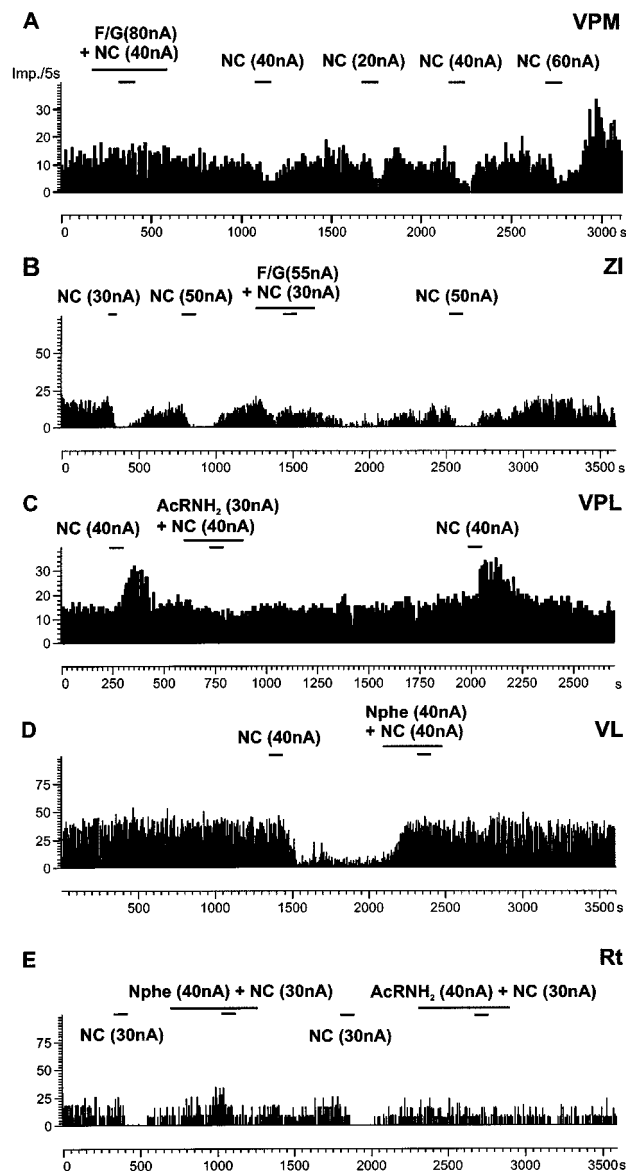 A VPM
F/G(80nA)
+ NC (40nA) NC (40nA) NC (20nA) NC (40nA) NC (60nA)
Imp./5s
30
20
10
0
0 500 1000 1500 2000 2500 3000 s
B ZI
F/G(55nA)
NC (30nA) NC (50nA) + NC (30nA) NC (50nA)
50
25
0
0 500 1000 1500 2000 2500 3000 3500 s
C VPL
AcRNH₂ (30nA)
NC (40nA) + NC (40nA) NC (40nA)
30
20
10
0
0 250 500 750 1000 1250 1500 1750 2000 2250 2500 s
D VL
Nphe (40nA)
NC (40nA) + NC (40nA)
75
50
25
0
500 1000 1500 2000 2500 3000 3500s
E Rt
Nphe (40nA) + NC (30nA) AcRNH₂ (40nA) + NC (30nA)
NC (30nA) NC (30nA)
75
50
25
0
0 500 1000 1500 2000 2500 3000 3500 s